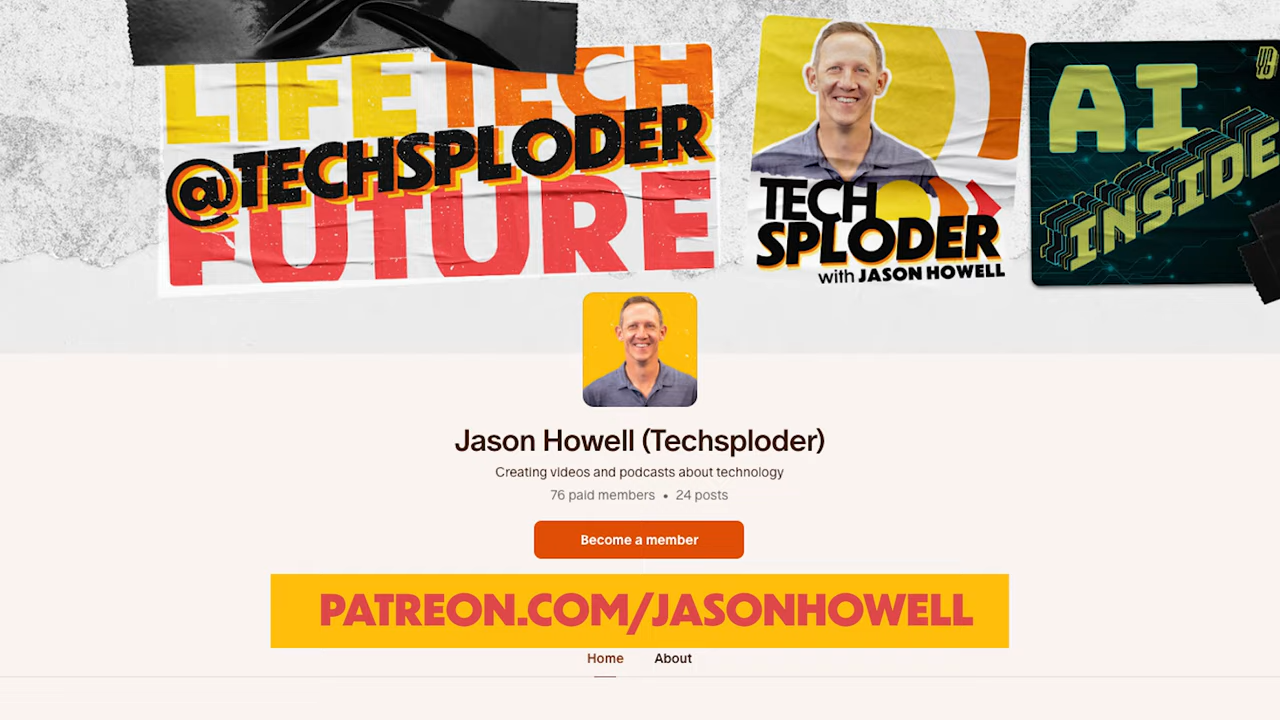 LIFE TECH
@TECHSPLODER
FUTURE
TECH
SPLODER
with JASON HOWELL
AI
INSIDE
Jason Howell (Techsploder)
Creating videos and podcasts about technology
76 paid members • 24 posts
Become a member
PATREON.COM/JASONHOWELL
Home About